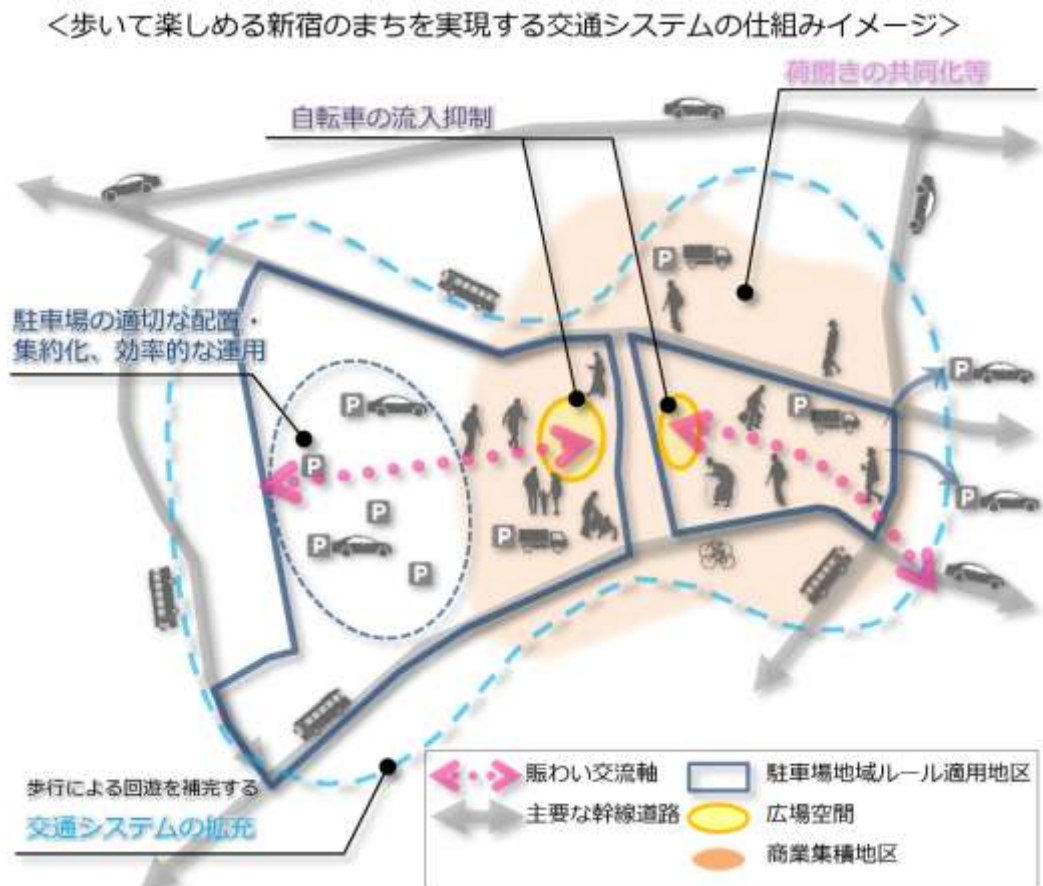 <歩いて楽しめる新宿のまちを実現する交通システムの仕組みイメージ>
荷捌きの共同化等
自転車の流入抑制
駐車場の適切な配置・
集約化、効率的な運用
P
P
P
P
P
P
P
P
P
P
歩行による回遊を補完する
交通システムの拡充
賑わい交流軸
駐車場地域ルール適用地区
主要な幹線道路
広場空間
商業集積地区